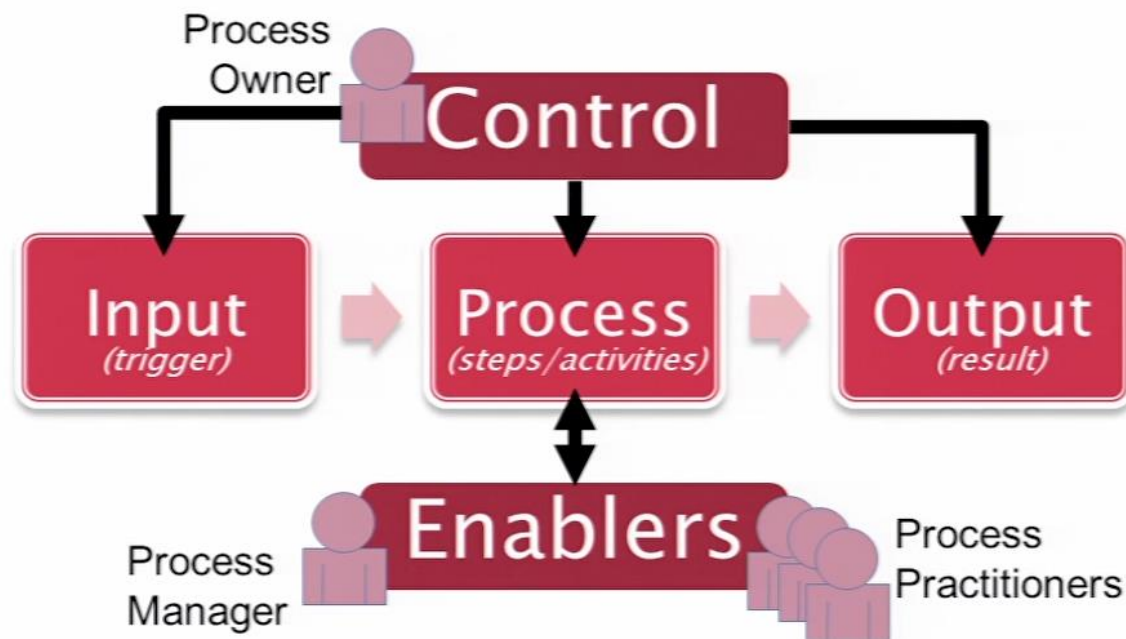 Process
Owner
Control
Input
(trigger)
Process
(steps/activities)
Output
(result)
Enablers
Process
Manager
Process
Practitioners